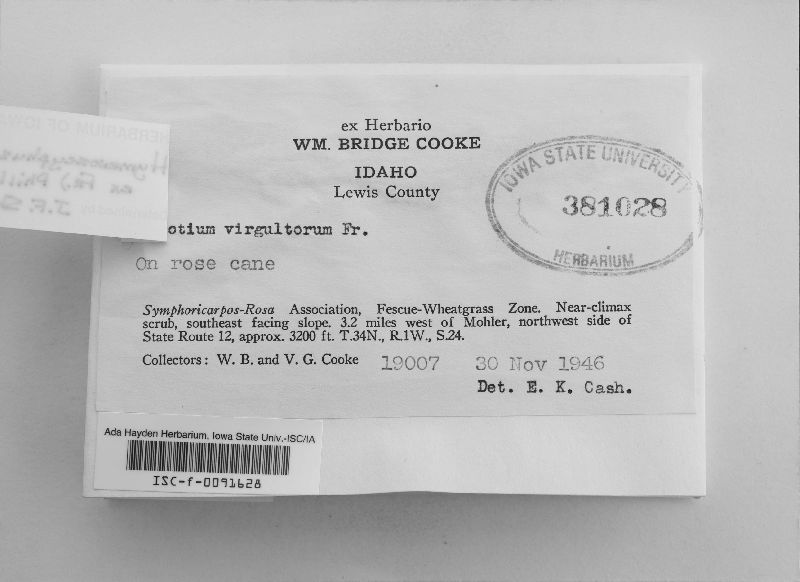 ex Herbario
WM. BRIDGE COOKE
IDAHO
Lewis County
IOWA STATE UNIVERSITY
381028
HERBARIUM
otium virgultorum Fr.
On rose cane
Symphoricarpos-Rosa Association, Fescue-Wheatgrass Zone. Near-climax
scrub, southeast facing slope. 3.2 miles west of Mohler, northwest side of
State Route 12, approx. 3200 ft. T.34N., R.1W., S.24.
Collectors: W. B. and V. G. Cooke 19007 30 Nov 1946
Det. E. K. Cash.
Ada Hayden Herbarium, Iowa State Univ.-ISC/IA
ISC-f-0091628